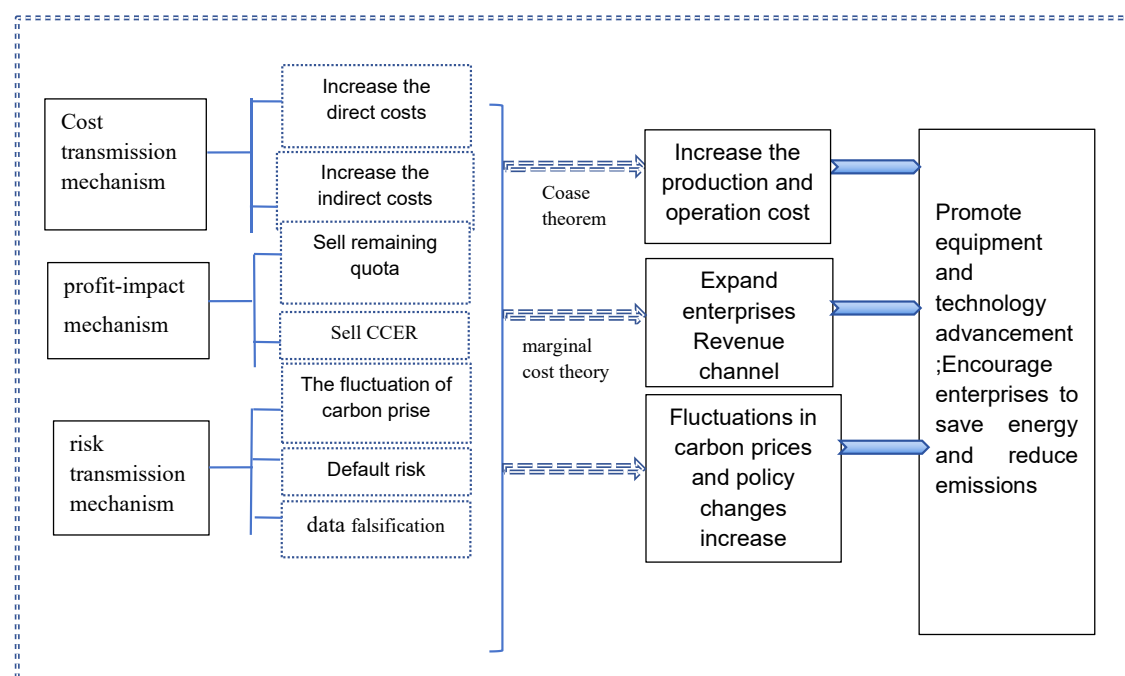 Cost
transmission
mechanism
Increase the
direct costs
Increase the
indirect costs
profit-impact
mechanism
Sell remaining
quota
Sell CCER
risk
transmission
mechanism
The fluctuation of
carbon prise
Default risk
data falsification
Coase
theorem
marginal
cost theory
Increase the
production and
operation cost
Expand
enterprises
Revenue
channel
Fluctuations in
carbon prices
and policy
changes
increase
Promote
equipment
and
technology
advancement
;Encourage
enterprises to
save energy
and reduce
emissions